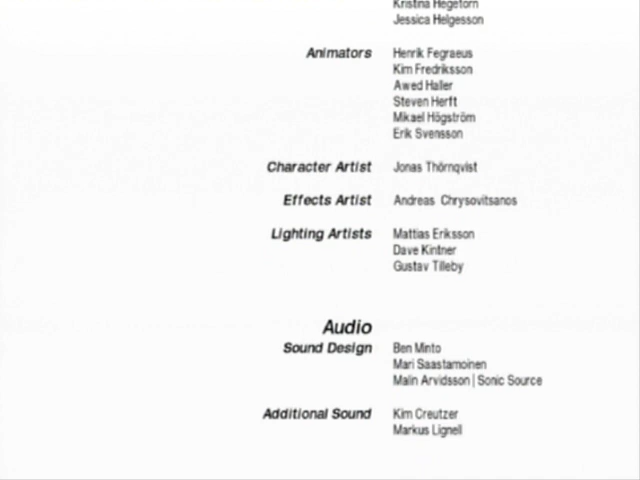 Kristina Hegetorn
Jessica Helgesson
Animators Henrik Fegraeus
Kim Fredriksson
Awed Haller
Steven Herft
Mikael Högström
Erik Svensson
Character Artist Jonas Thörnqvist
Effects Artist Andreas Chrysovitsanos
Lighting Artists Mattias Eriksson
Dave Kintner
Gustav Tilleby
Audio
Sound Design Ben Minto
Mari Saastamoinen
Malin Arvidsson | Sonic Source
Additional Sound Kim Creutzer
Markus Lignell